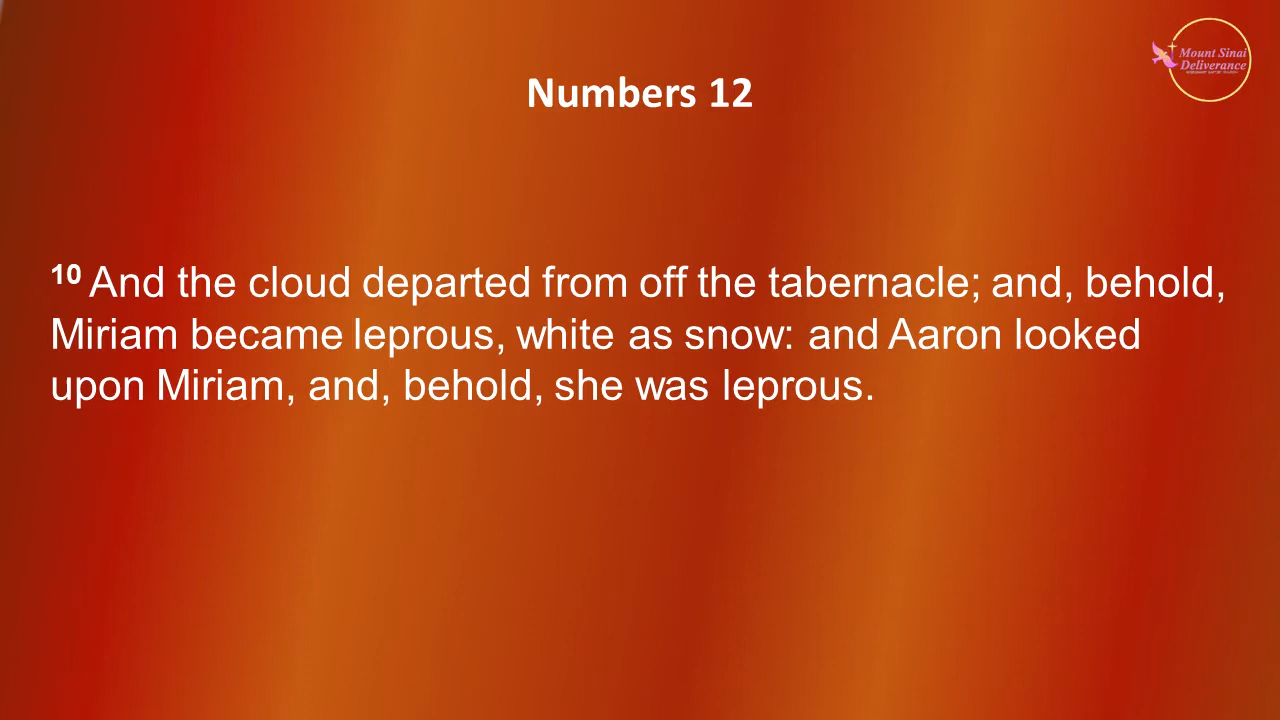 Mount Sinai
Deliverance
Numbers 12
10 And the cloud departed from off the tabernacle; and, behold,
Miriam became leprous, white as snow: and Aaron looked
upon Miriam, and, behold, she was leprous.